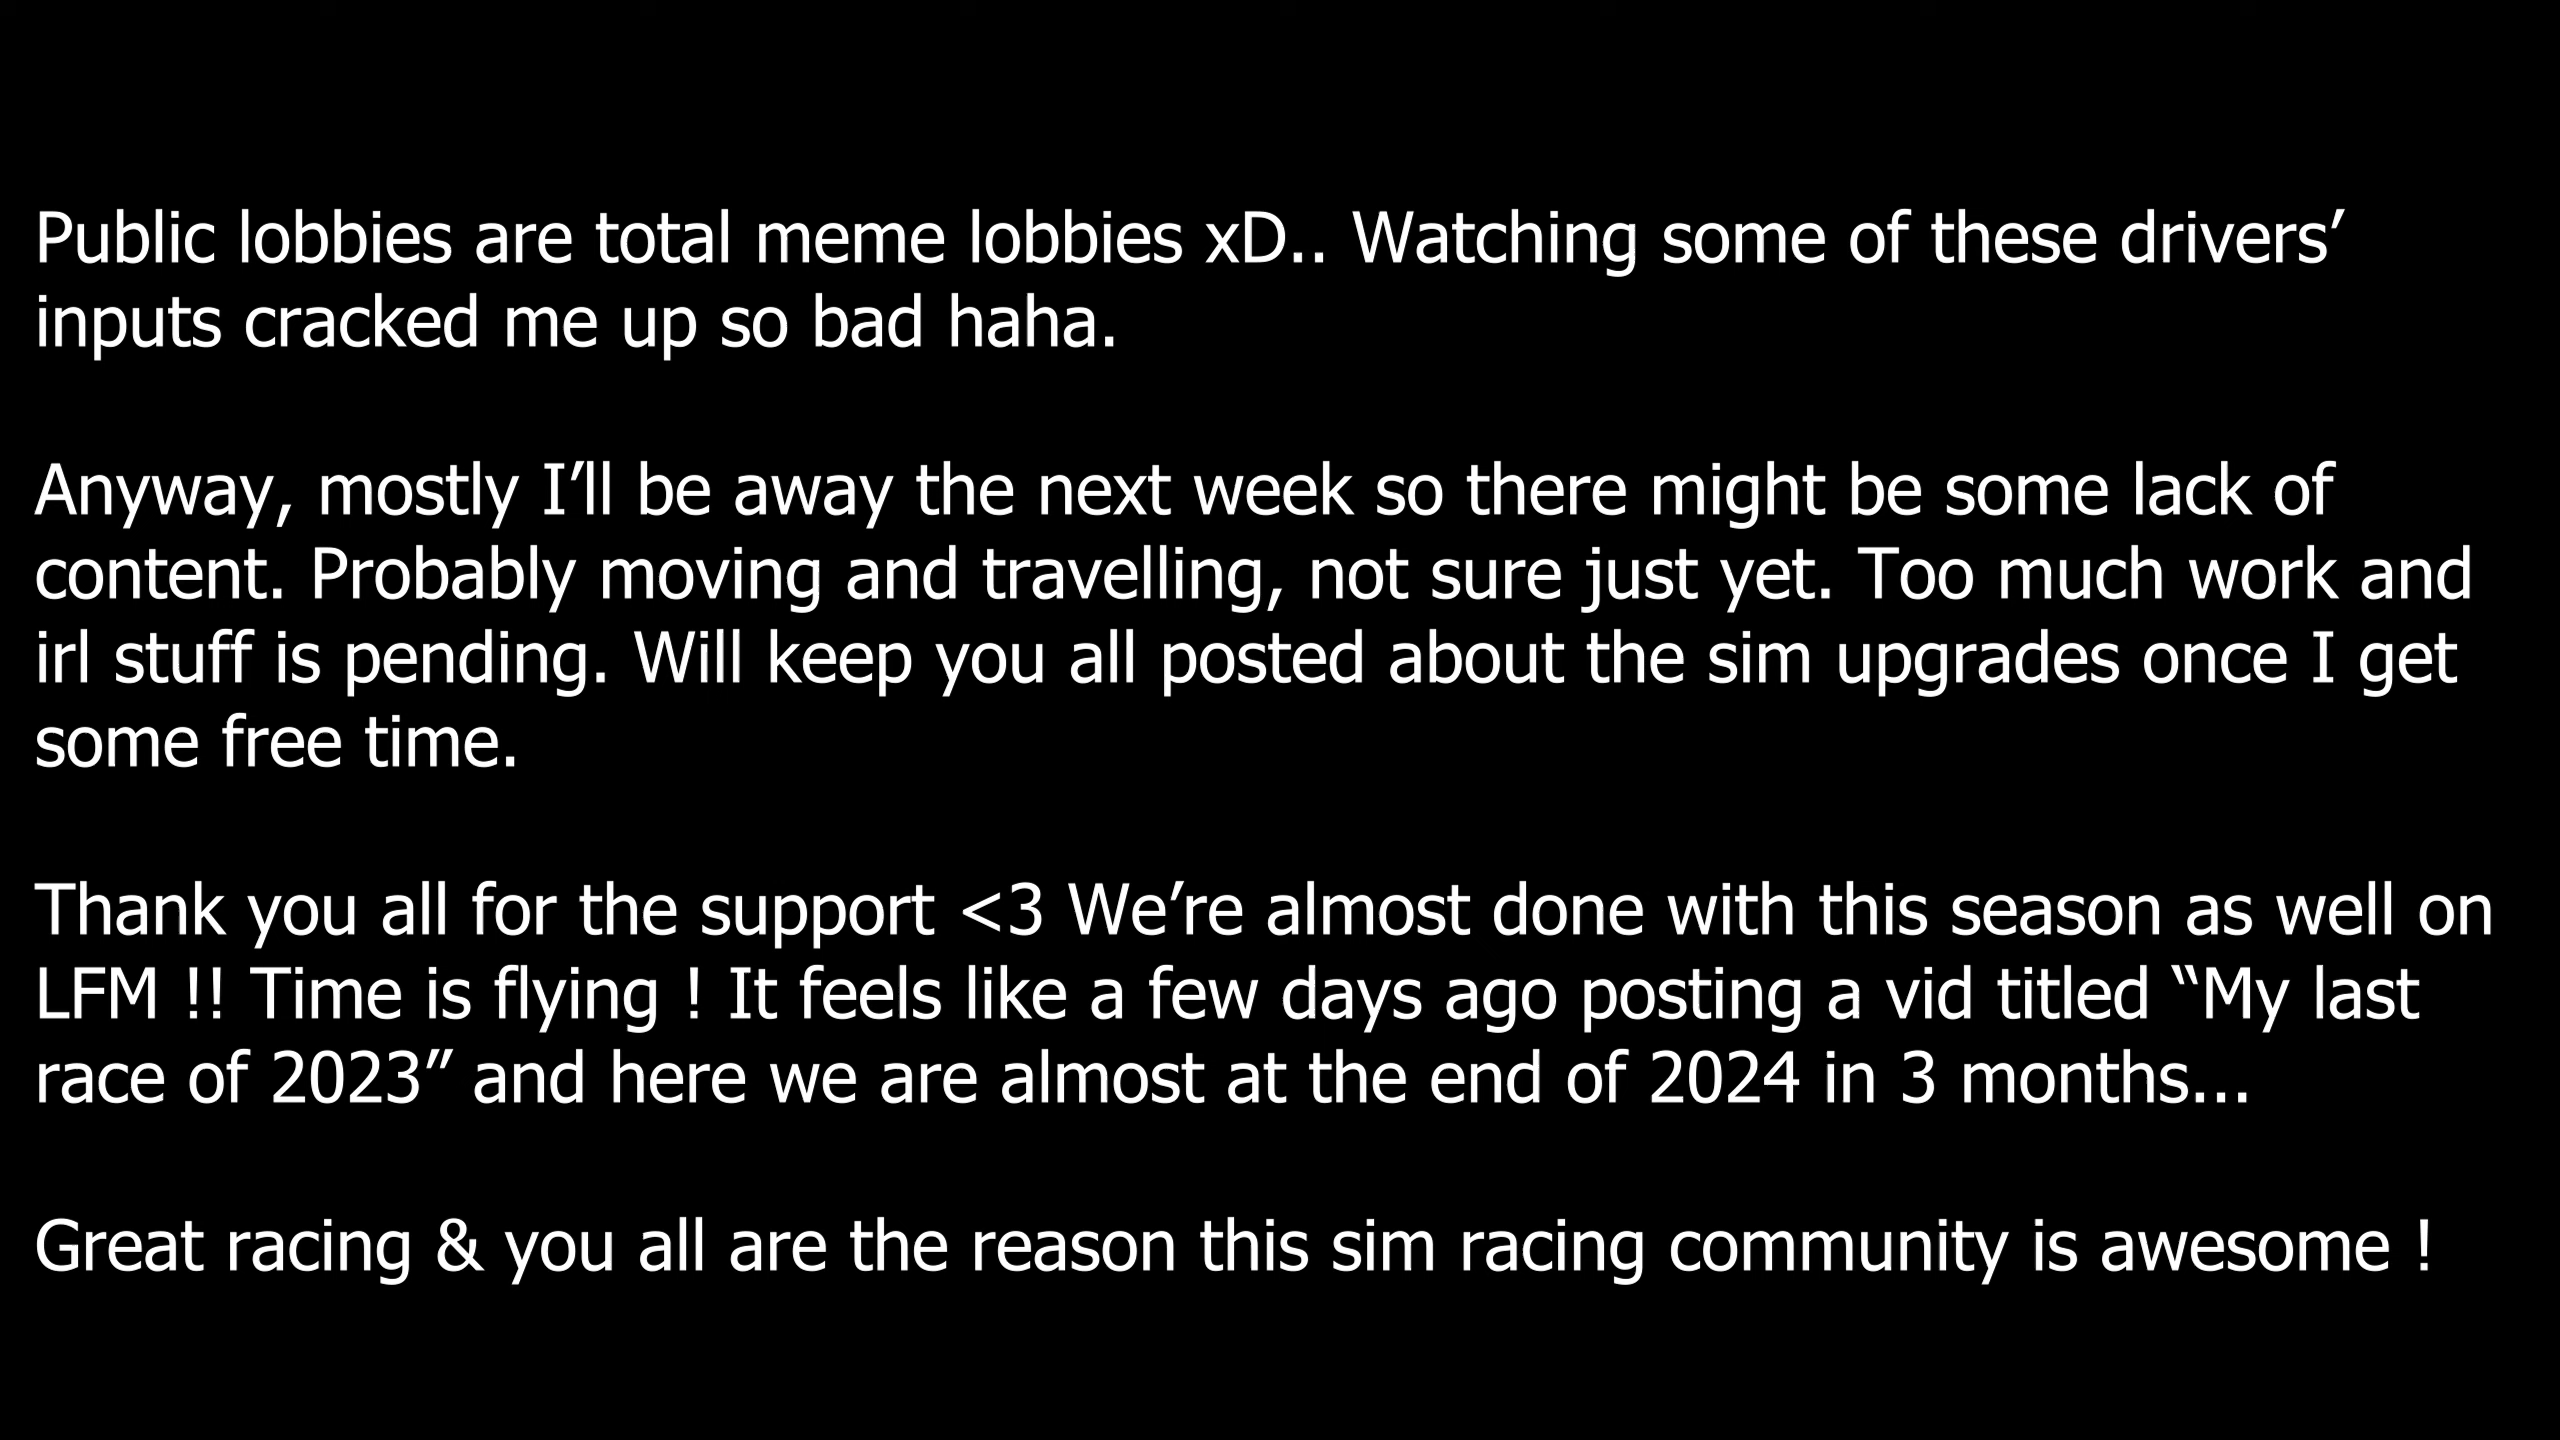 Public lobbies are total meme lobbies xD.. Watching some of these drivers’
inputs cracked me up so bad haha.
Anyway, mostly I’ll be away the next week so there might be some lack of
content. Probably moving and travelling, not sure just yet. Too much work and
irl stuff is pending. Will keep you all posted about the sim upgrades once I get
some free time.
Thank you all for the support <3 We’re almost done with this season as well on
LFM !! Time is flying ! It feels like a few days ago posting a vid titled “My last
race of 2023” and here we are almost at the end of 2024 in 3 months...
Great racing & you all are the reason this sim racing community is awesome !